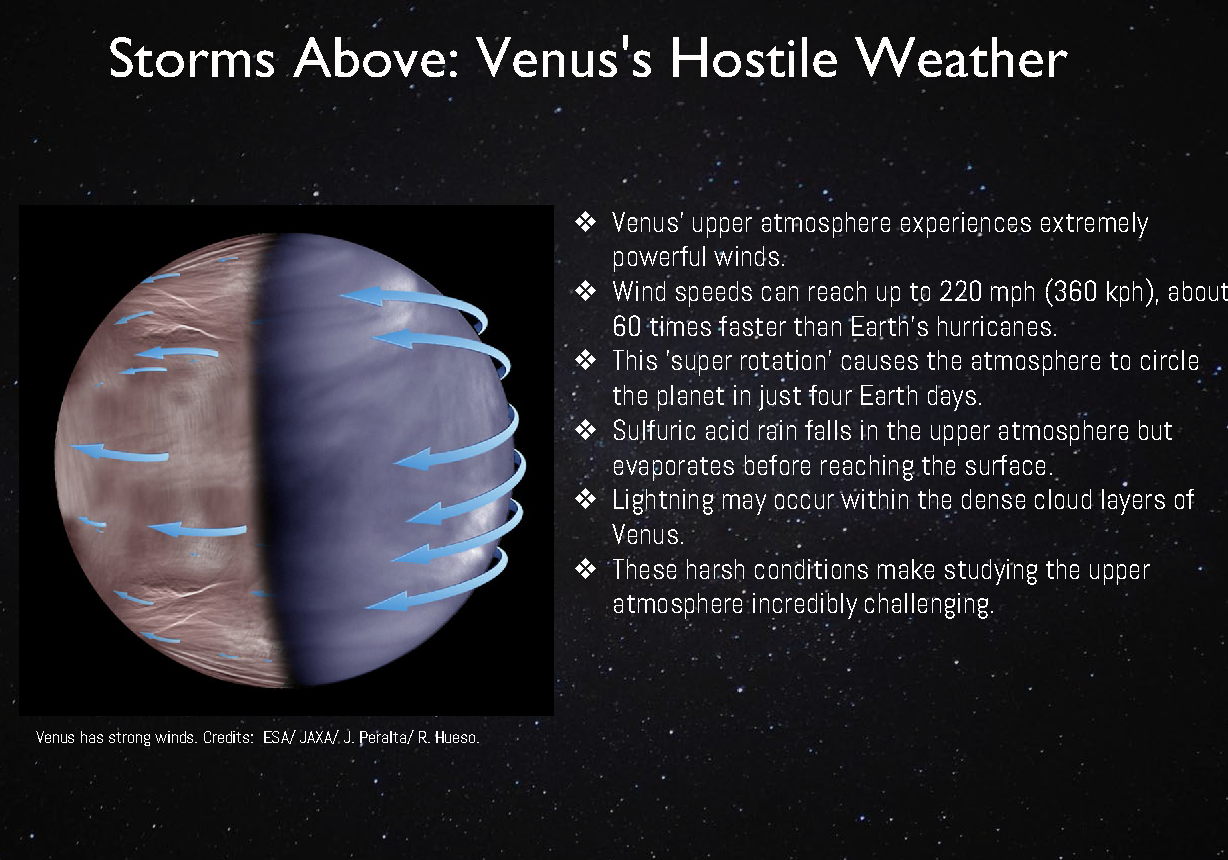 Storms Above: Venus's Hostile Weather
❖ Venus' upper atmosphere experiences extremely
powerful winds.
❖ Wind speeds can reach up to 220 mph (360 kph), about
60 times faster than Earth's hurricanes.
❖ This 'super rotation' causes the atmosphere to circle
the planet in just four Earth days.
❖ Sulfuric acid rain falls in the upper atmosphere but
evaporates before reaching the surface.
❖ Lightning may occur within the dense cloud layers of
Venus.
❖ These harsh conditions make studying the upper
atmosphere incredibly challenging.
Venus has strong winds. Credits: ESA/ JAXA/ J. Peralta/ R. Hueso.